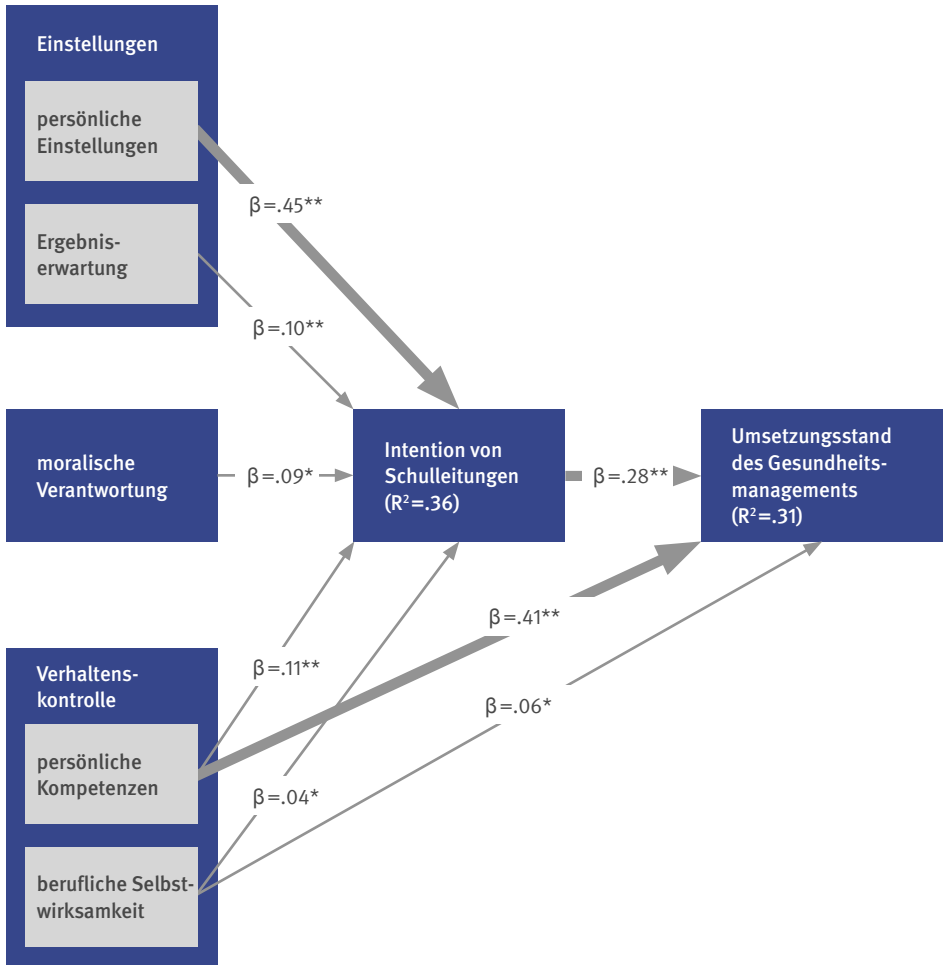 Einstellungen
persönliche
Einstellungen
β=.45**
Ergebnis-
erwartung
β=.10**
moralische
Verantwortung
β=.09*
Intention von
Schulleitungen
(R²=.36)
β=.28**
Umsetzungsstand
des Gesundheits-
managements
(R²=.31)
β=.41**
Verhaltens-
kontrolle
β=.11**
β=.06*
persönliche
Kompetenzen
β=.04*
berufliche Selbst-
wirksamkeit